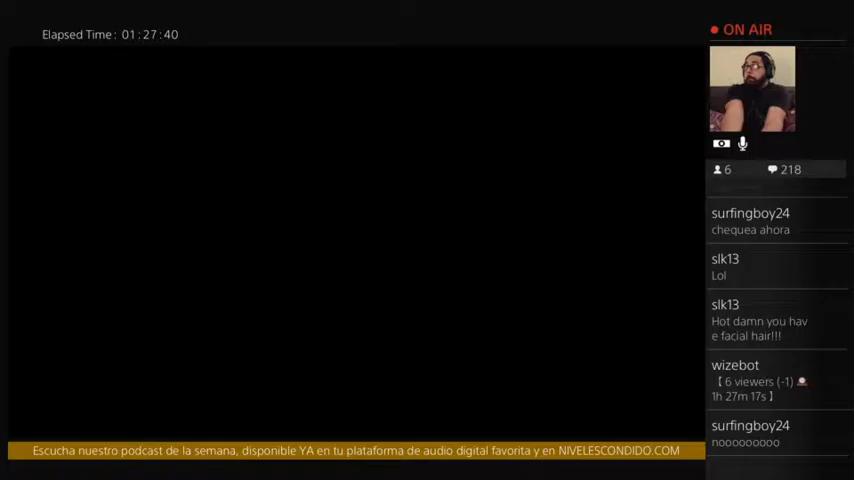 Elapsed Time: 01:27:40
ON AIR
6 218
surfingboy24
chequea ahora
slk13
Lol
slk13
Hot damn you hav
e facial hair!!!
wizebot
【 6 viewers (-1)
1h 27m 17s 】
surfingboy24
nooooooooo
Escucha nuestro podcast de la semana, disponible YA en tu plataforma de audio digital favorita y en NIVELESCONDIDO.COM